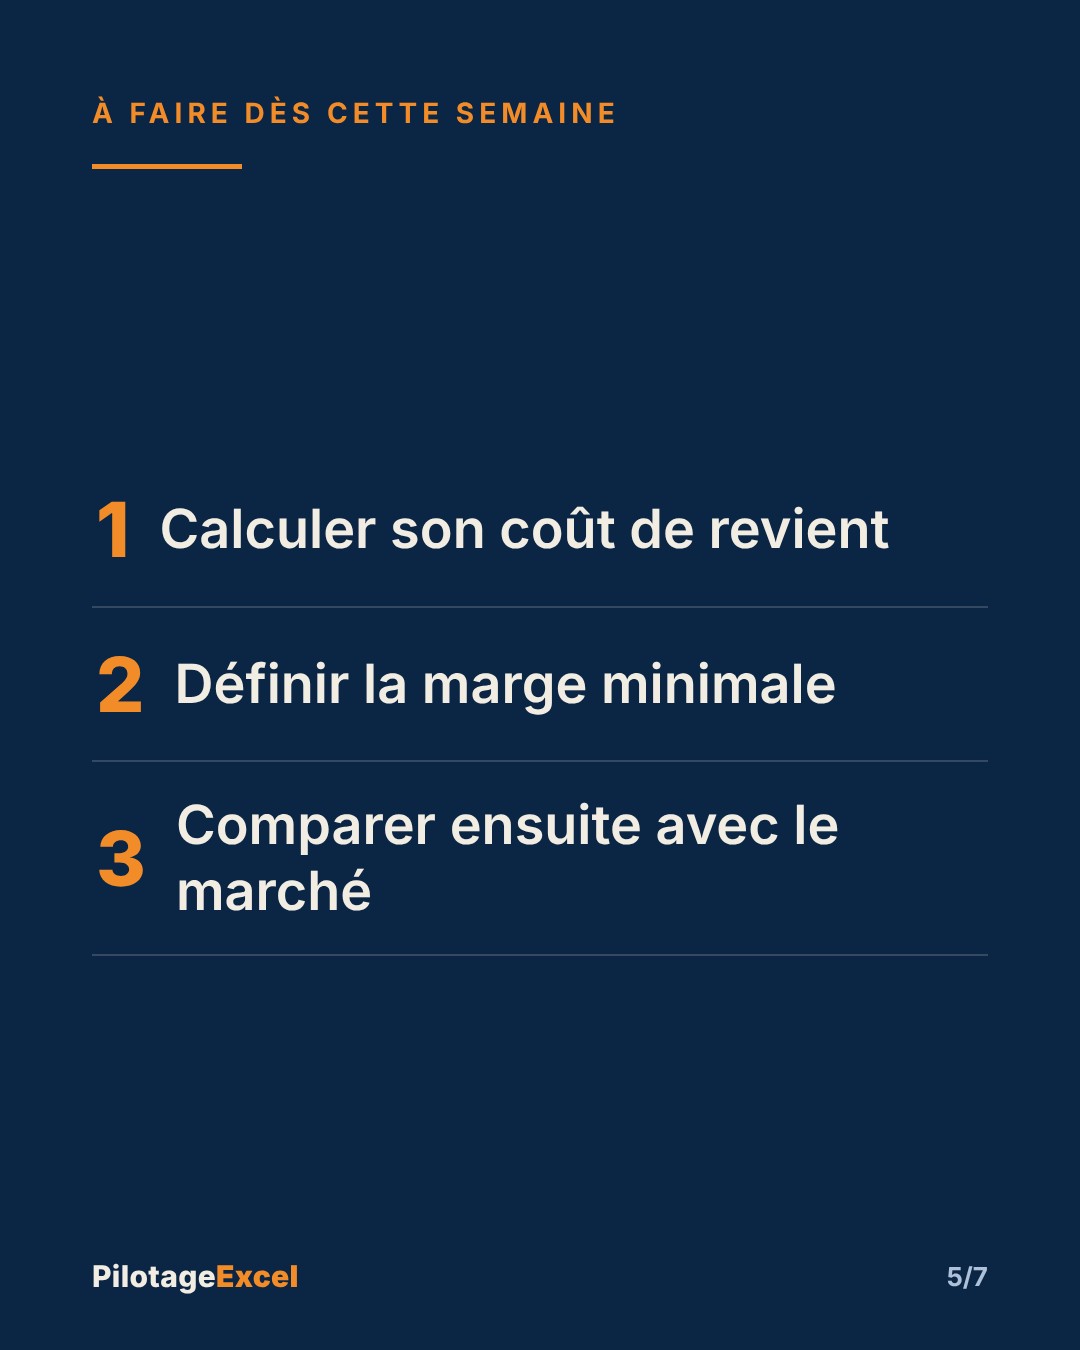 À FAIRE DÈS CETTE SEMAINE
1 Calculer son coût de revient
2 Définir la marge minimale
3 Comparer ensuite avec le
marché
PilotageExcel
5/7